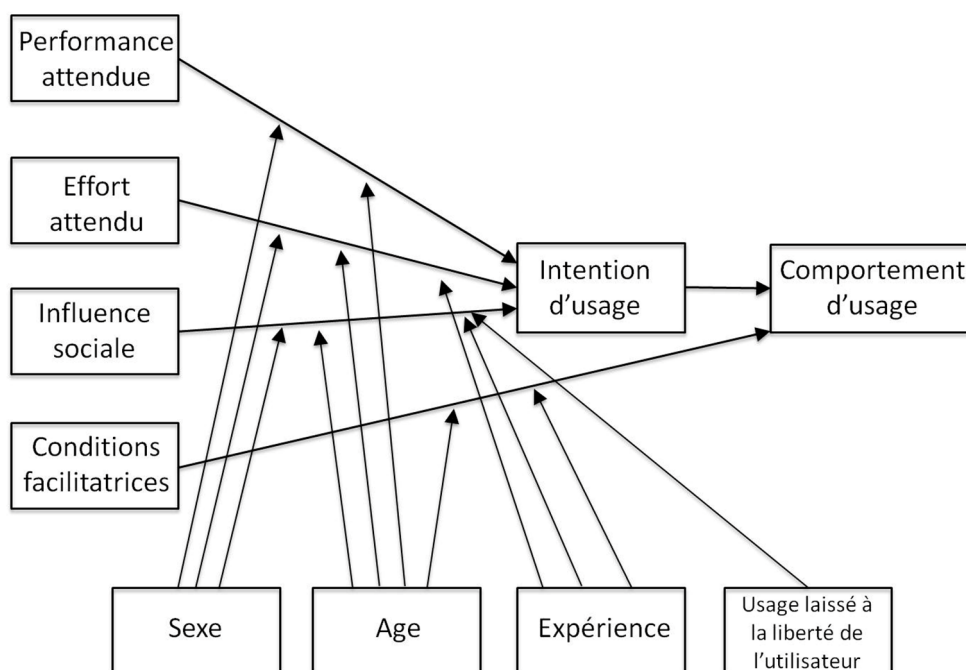 Performance
attendue
Effort
attendu
Influence
sociale
Conditions
facilitatrices
Intention
d’usage
Comportement
d’usage
Sexe
Age
Expérience
Usage laissé à
la liberté de
l’utilisateur